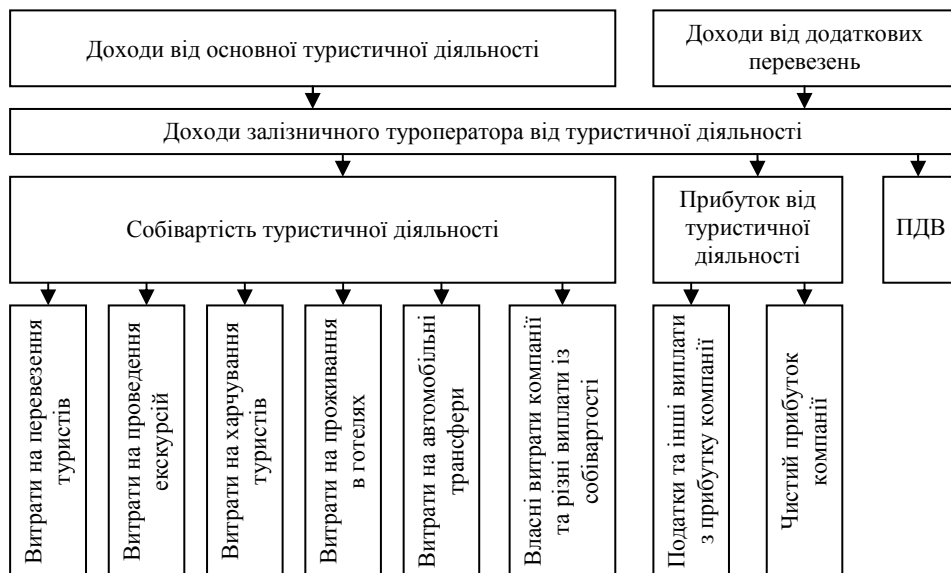 Доходи від основної туристичної діяльності
Доходи від додаткових
перевезень
Доходи залізничного туроператора від туристичної діяльності
Собівартість туристичної діяльності
Прибуток від
туристичної
діяльності
ПДВ
Витрати на перевезення
туристів
Витрати на проведення
екскурсій
Витрати на харчування
туристів
Витрати на проживання
в готелях
Витрати на автомобільні
трансфери
Власні витрати компанії
та різні виплати із
собівартості
Податки та інші виплати
з прибутку компанії
Чистий прибуток
компанії